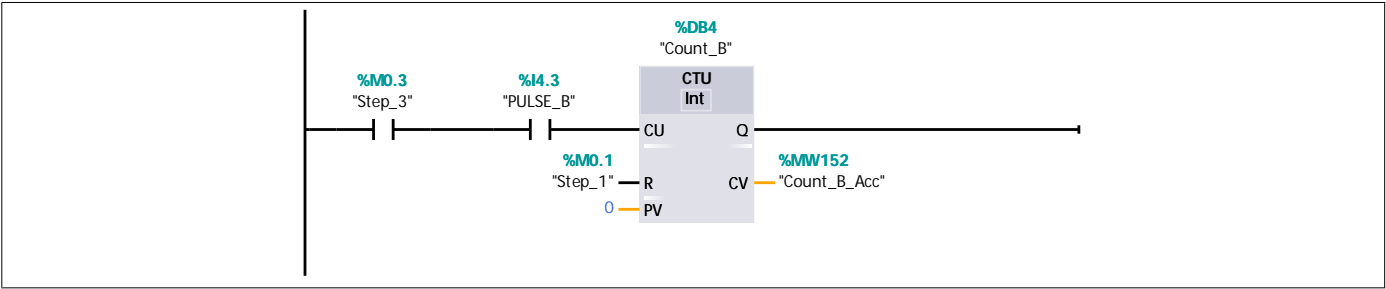 %DB4
"Count_B"
%M0.3
"Step_3"
%I4.3
"PULSE_B"
CTU
Int
CU
Q
%M0.1
"Step_1"
R
CV
%MW152
"Count_B_Acc"
0
PV